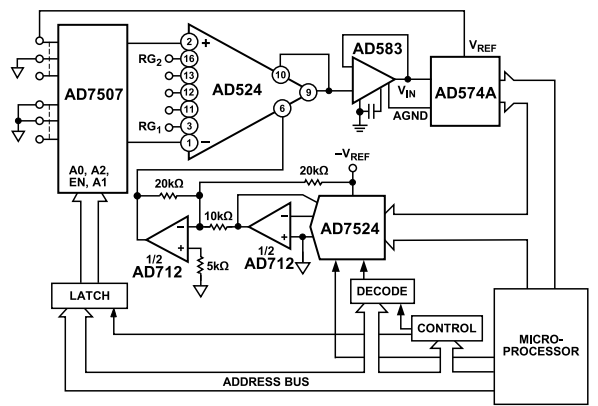 AD583
VREF
2
+
RG2
16
13
12
11
RG1
3
1
–
AD7507
AD524
10
9
6
VIN
AD574A
AGND
A0, A2,
EN, A1
–VREF
20kΩ
20kΩ
10kΩ
–
+
–
+
AD7524
1/2
AD712
1/2
AD712
5kΩ
LATCH
DECODE
CONTROL
MICRO-
PROCESSOR
ADDRESS BUS